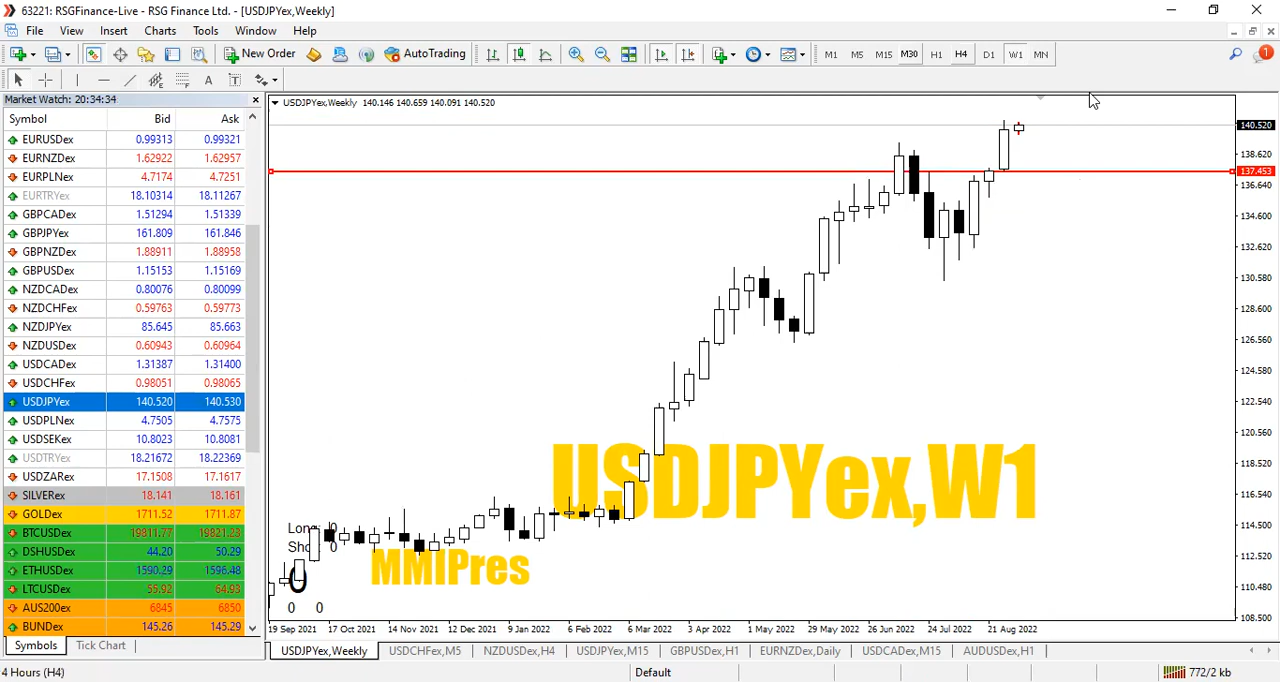 63221: RSGFinance-Live - RSG Finance Ltd. - [USDJPYex,Weekly]
File View Insert Charts Tools Window Help
New Order AutoTrading M1 M5 M15 M30 H1 H4 D1 W1 MN 1
A T
Market Watch: 20:34:34
Symbol Bid Ask
EURUSDex 0.99313 0.99321
EURNZDex 1.62922 1.62957
EURPLNex 4.7174 4.7251
EURTRYex 18.10314 18.11267
GBPCADex 1.51294 1.51339
GBPJPYex 161.809 161.846
GBPNZDex 1.88911 1.88958
GBPUSDex 1.15153 1.15169
NZDCADex 0.80076 0.80099
NZDCHFex 0.59763 0.59773
NZDJPYex 85.645 85.663
NZDUSDex 0.60943 0.60964
USDCADex 1.31387 1.31400
USDCHFex 0.98051 0.98065
USDJPYex 140.520 140.530
USDPLNex 4.7505 4.7575
USDSEKex 10.8023 10.8081
USDTRYex 18.21672 18.22369
USDZARex 17.1508 17.1617
SILVERex 18.141 18.161
GOLDex 1711.52 1711.87
BTCUSDex 19811.77 19821.23
DSHUSDex 44.20 50.29
ETHUSDex 1590.29 1596.48
LTCUSDex 55.92 64.93
AUS200ex 6845 6850
BUNDex 145.26 145.29
Symbols Tick Chart
USDJPYex,Weekly 140.146 140.659 140.091 140.520
140.520
138.620
137.453
136.640
134.600
132.620
130.580
128.600
126.560
124.580
122.540
120.560
118.520
116.540
114.500
112.520
110.480
108.500
USDJPYex,W1
MMIPres
Long: 0
Short: 0
0
0 0
19 Sep 2021 17 Oct 2021 14 Nov 2021 12 Dec 2021 9 Jan 2022 6 Feb 2022 6 Mar 2022 3 Apr 2022 1 May 2022 29 May 2022 26 Jun 2022 24 Jul 2022 21 Aug 2022
USDJPYex,Weekly USDCHFex,M5 NZDUSDex,H4 USDJPYex,M15 GBPUSDex,H1 EURNZDex,Daily USDCADex,M15 AUDUSDex,H1
4 Hours (H4) Default 772/2 kb